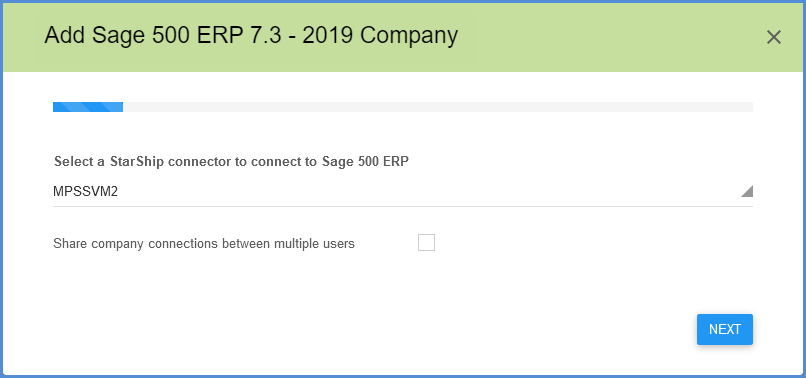 Add Sage 500 ERP 7.3 - 2019 Company
Select a StarShip connector to connect to Sage 500 ERP
MPSSVM2
Share company connections between multiple users
NEXT